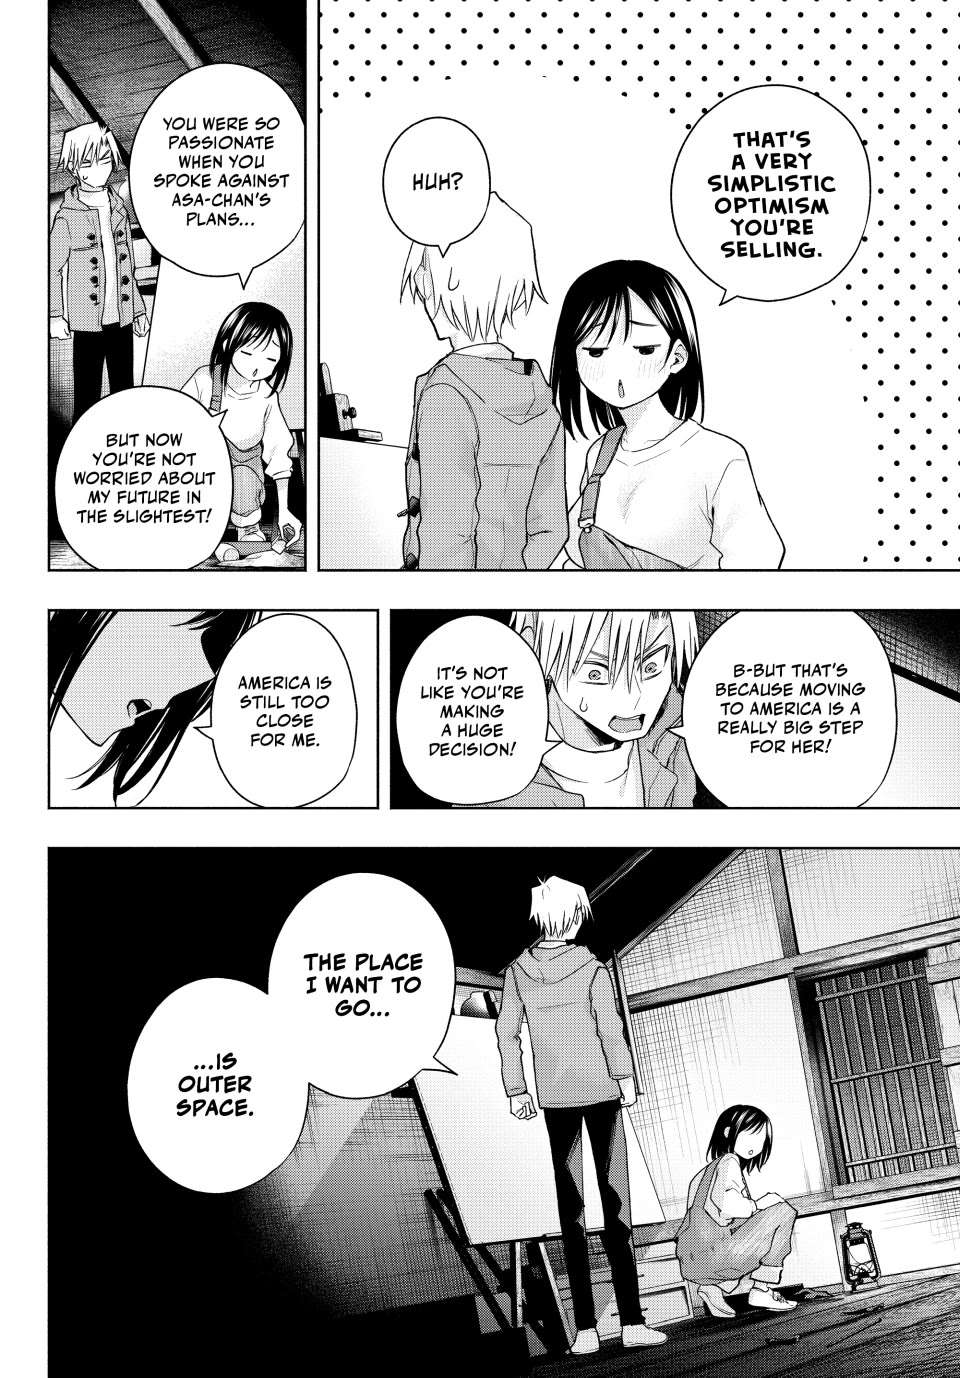 THAT'S
A VERY
SIMPLISTIC
OPTIMISM
YOU'RE
SELLING.
HUH?
YOU WERE SO
PASSIONATE
WHEN YOU
SPOKE AGAINST
ASA-CHAN'S
PLANS...
BUT NOW
YOU'RE NOT
WORRIED ABOUT
MY FUTURE IN
THE SLIGHTEST!
B-BUT THAT'S
BECAUSE MOVING
TO AMERICA IS A
REALLY BIG STEP
FOR HER!
IT'S NOT
LIKE YOU'RE
MAKING
A HUGE
DECISION!
AMERICA IS
STILL TOO
CLOSE
FOR ME.
THE PLACE
I WANT TO
GO...
...IS
OUTER
SPACE.